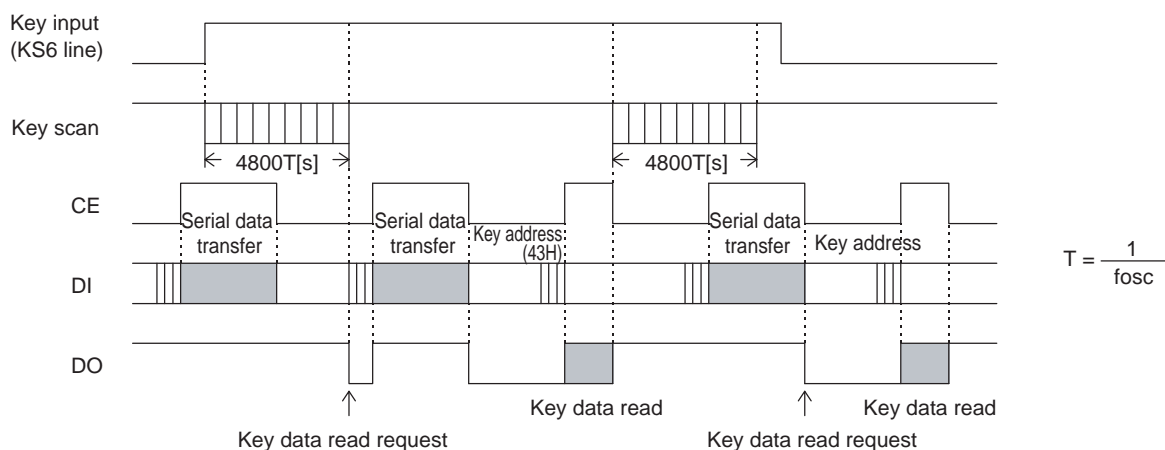 Key input
(KS6 line)
Key scan
4800T[s]
4800T[s]
CE
Serial data
transfer
Serial data
transfer
Key address
(43H)
Serial data
transfer
Key address
DI
T = 1
fosc
DO
Key data read
Key data read
Key data read request
Key data read request